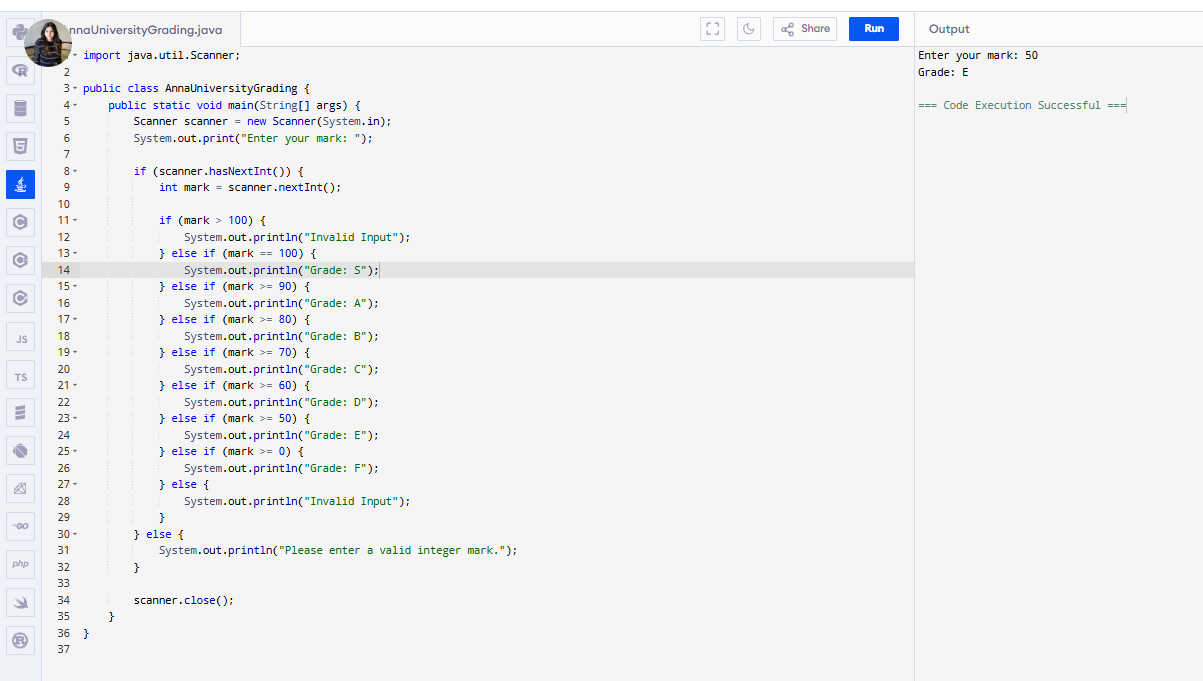 nnaUniversityGrading.java
Share
Run
Output
import java.util.Scanner;
2
3 public class AnnaUniversityGrading {
4 public static void main(String[] args) {
5 Scanner scanner = new Scanner(System.in);
6 System.out.print("Enter your mark: ");
7
8 if (scanner.hasNextInt()) {
9 int mark = scanner.nextInt();
10
11 if (mark > 100) {
12 System.out.println("Invalid Input");
13 } else if (mark == 100) {
14 System.out.println("Grade: S");
15 } else if (mark >= 90) {
16 System.out.println("Grade: A");
17 } else if (mark >= 80) {
18 System.out.println("Grade: B");
19 } else if (mark >= 70) {
20 System.out.println("Grade: C");
21 } else if (mark >= 60) {
22 System.out.println("Grade: D");
23 } else if (mark >= 50) {
24 System.out.println("Grade: E");
25 } else if (mark >= 0) {
26 System.out.println("Grade: F");
27 } else {
28 System.out.println("Invalid Input");
29 }
30 } else {
31 System.out.println("Please enter a valid integer mark.");
32 }
33
34 scanner.close();
35 }
36 }
37
Enter your mark: 50
Grade: E
=== Code Execution Successful ===
JS
TS
GO
php